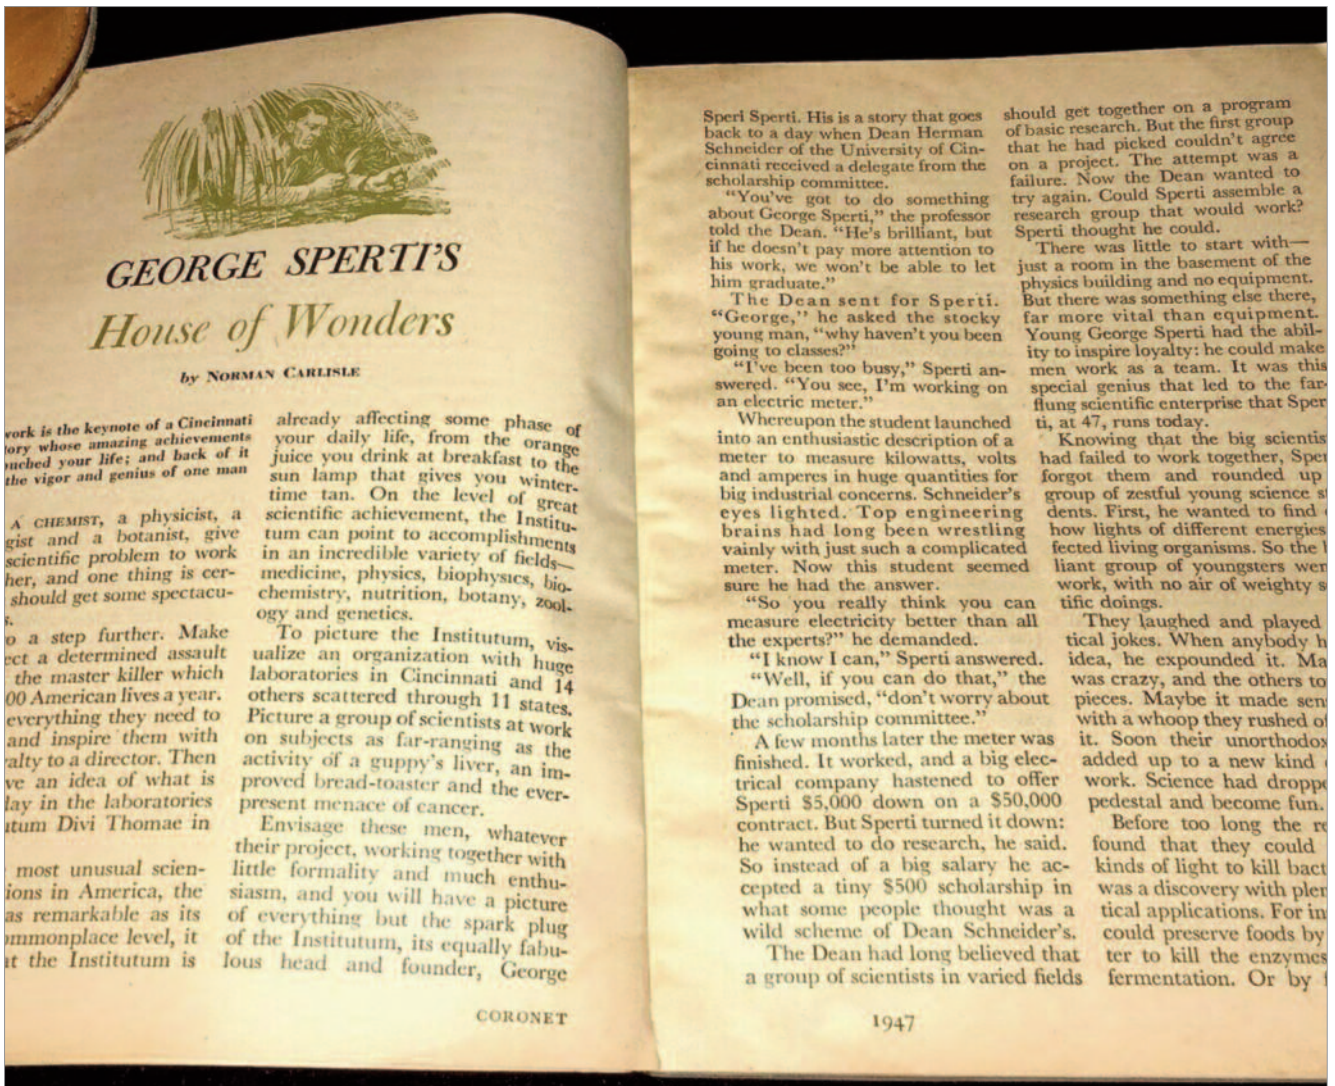 GEORGE SPERTI'S
House of Wonders
by NORMAN CARLISLE
work is the keynote of a Cincinnati
ory whose amazing achievements
ouched your life; and back of it
the vigor and genius of one man
A CHEMIST, a physicist, a
gist and a botanist, give
scientific problem to work
her, and one thing is cer-
should get some spectacu-
s.
o a step further. Make
ect a determined assault
the master killer which
00 American lives a year.
everything they need to
and inspire them with
alty to a director. Then
ve an idea of what is
lay in the laboratories
itum Divi Thomae in
most unusual scien-
ions in America, the
as remarkable as its
ommonplace level, it
at the Institutum is
already affecting some phase of
your daily life, from the orange
juice you drink at breakfast to the
sun lamp that gives you winter-
time tan. On the level of great
scientific achievement, the Institu-
tum can point to accomplishments
in an incredible variety of fields—
medicine, physics, biophysics, bio-
chemistry, nutrition, botany, zool-
ogy and genetics.
To picture the Institutum, vis-
ualize an organization with huge
laboratories in Cincinnati and 14
others scattered through 11 states.
Picture a group of scientists at work
on subjects as far-ranging as the
activity of a guppy's liver, an im-
proved bread-toaster and the ever-
present menace of cancer.
Envisage these men, whatever
their project, working together with
little formality and much enthu-
siasm, and you will have a picture
of everything but the spark plug
of the Institutum, its equally fabu-
lous head and founder, George
CORONET
Speri Sperti. His is a story that goes
back to a day when Dean Herman
Schneider of the University of Cin-
cinnati received a delegate from the
scholarship committee.
"You've got to do something
about George Sperti," the professor
told the Dean. "He's brilliant, but
if he doesn't pay more attention to
his work, we won't be able to let
him graduate."
The Dean sent for Sperti.
"George," he asked the stocky
young man, "why haven't you been
going to classes?"
"I've been too busy," Sperti an-
swered. "You see, I'm working on
an electric meter."
Whereupon the student launched
into an enthusiastic description of a
meter to measure kilowatts, volts
and amperes in huge quantities for
big industrial concerns. Schneider's
eyes lighted. Top engineering
brains had long been wrestling
vainly with just such a complicated
meter. Now this student seemed
sure he had the answer.
"So you really think you can
measure electricity better than all
the experts?" he demanded.
"I know I can," Sperti answered.
"Well, if you can do that," the
Dean promised, "don't worry about
the scholarship committee."
A few months later the meter was
finished. It worked, and a big elec-
trical company hastened to offer
Sperti $5,000 down on a $50,000
contract. But Sperti turned it down:
he wanted to do research, he said.
So instead of a big salary he ac-
cepted a tiny $500 scholarship in
what some people thought was a
wild scheme of Dean Schneider's.
The Dean had long believed that
a group of scientists in varied fields
should get together on a program
of basic research. But the first group
that he had picked couldn't agree
on a project. The attempt was a
failure. Now the Dean wanted to
try again. Could Sperti assemble a
research group that would work?
Sperti thought he could.
There was little to start with—
just a room in the basement of the
physics building and no equipment.
But there was something else there,
far more vital than equipment.
Young George Sperti had the abil-
ity to inspire loyalty: he could make
men work as a team. It was this
special genius that led to the far-
flung scientific enterprise that Sper
ti, at 47, runs today.
Knowing that the big scientis
had failed to work together, Sper
forgot them and rounded up
group of zestful young science s
dents. First, he wanted to find
how lights of different energies
fected living organisms. So the
liant group of youngsters wer
work, with no air of weighty s
tific doings.
They laughed and played
tical jokes. When anybody h
idea, he expounded it. Ma
was crazy, and the others to
pieces. Maybe it made sen
with a whoop they rushed of
it. Soon their unorthodox
added up to a new kind
work. Science had droppe
pedestal and become fun.
Before too long the re
found that they could
kinds of light to kill bact
was a discovery with plen
tical applications. For in
could preserve foods by
ter to kill the enzymes
fermentation. Or by
1947